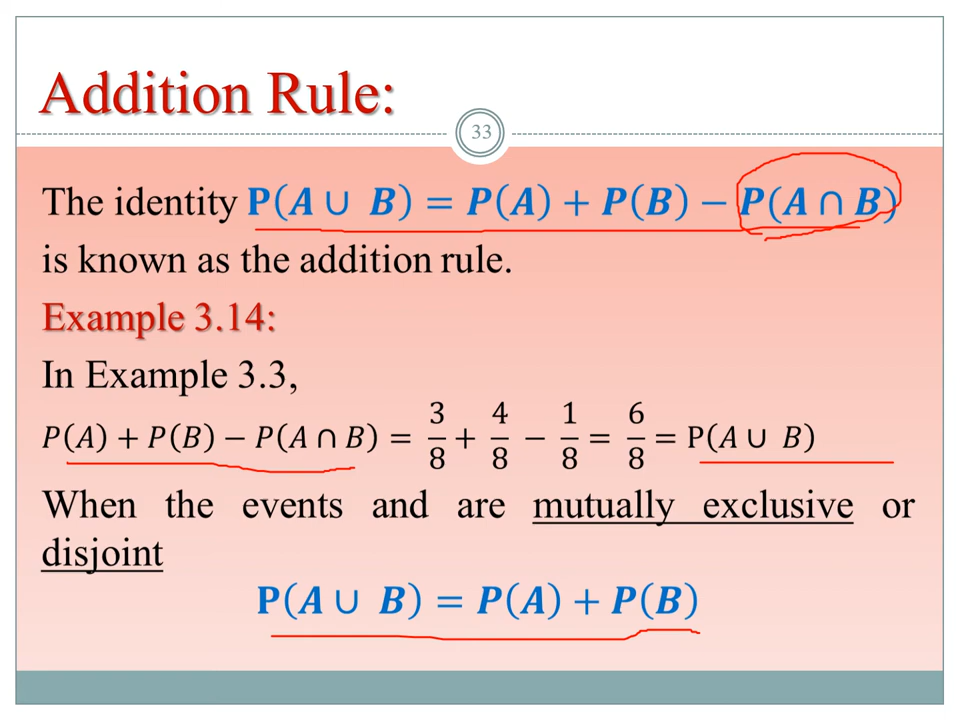 Addition Rule:
33
The identity P(A ∪ B) = P(A) + P(B) − P(A ∩ B)
is known as the addition rule.
Example 3.14:
In Example 3.3,
P(A) + P(B) − P(A ∩ B) = 3/8 + 4/8 − 1/8 = 6/8 = P(A ∪ B)
When the events and are mutually exclusive or
disjoint
P(A ∪ B) = P(A) + P(B)